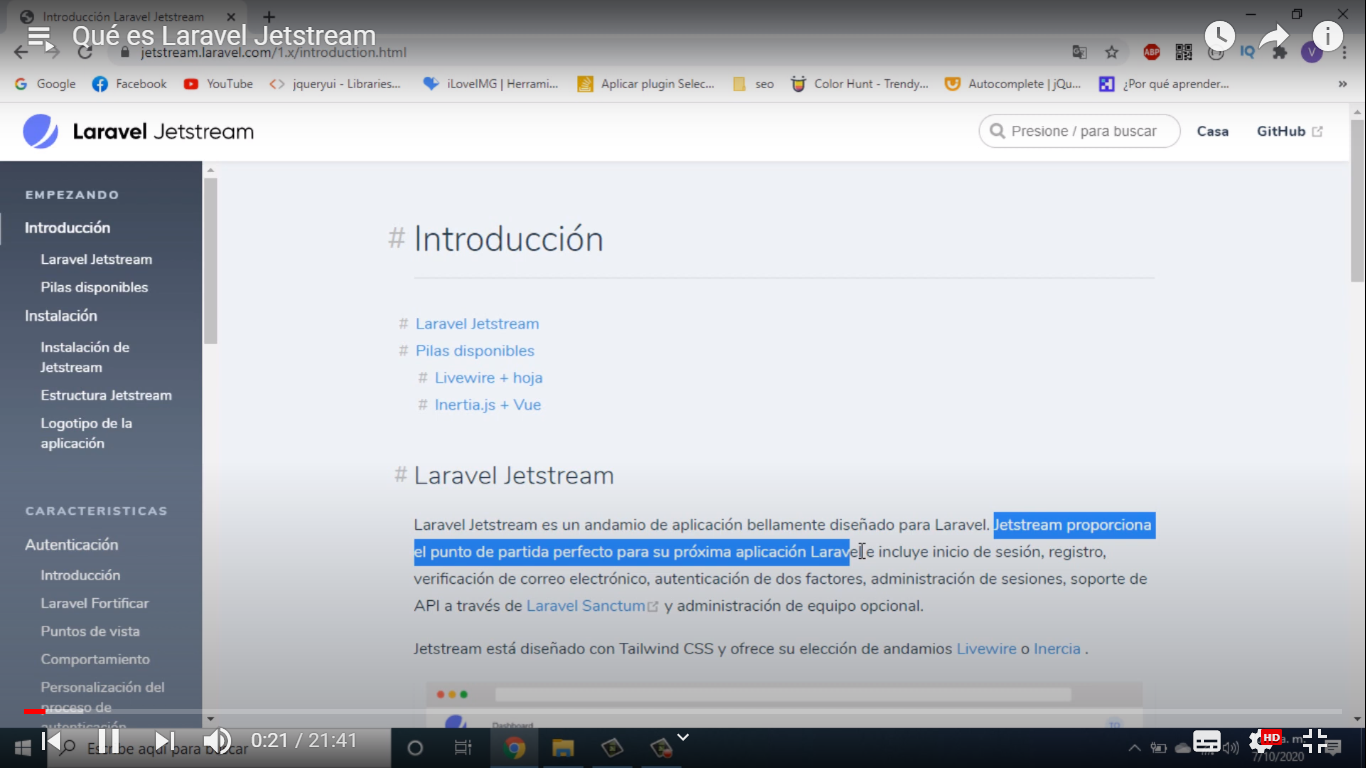 Introducción Laravel Jetstream
Qué es Laravel Jetstream
jetstream.laravel.com/1.x/introduction.html
ABP
IQ
V
Google
Facebook
YouTube
jqueryui - Libraries...
iLoveIMG | Herrami...
Aplicar plugin Selec...
seo
Color Hunt - Trendy...
Autocomplete | jQu...
¿Por qué aprender...
»
Laravel Jetstream
Presione / para buscar
Casa
GitHub
EMPEZANDO
Introducción
Laravel Jetstream
Pilas disponibles
Instalación
Instalación de
Jetstream
Estructura Jetstream
Logotipo de la
aplicación
CARACTERISTICAS
Autenticación
Introducción
Laravel Fortificar
Puntos de vista
Comportamiento
Personalización del
proceso de
autenticación
# Introducción
# Laravel Jetstream
# Pilas disponibles
# Livewire + hoja
# Inertia.js + Vue
# Laravel Jetstream
Laravel Jetstream es un andamio de aplicación bellamente diseñado para Laravel. Jetstream proporciona
el punto de partida perfecto para su próxima aplicación Laravel e incluye inicio de sesión, registro,
verificación de correo electrónico, autenticación de dos factores, administración de sesiones, soporte de
API a través de Laravel Sanctum y administración de equipo opcional.
Jetstream está diseñado con Tailwind CSS y ofrece su elección de andamios Livewire o Inercia .
Dashboard
Escribe aquí para buscar
0:21 / 21:41
HD
a. m.
7/10/2020